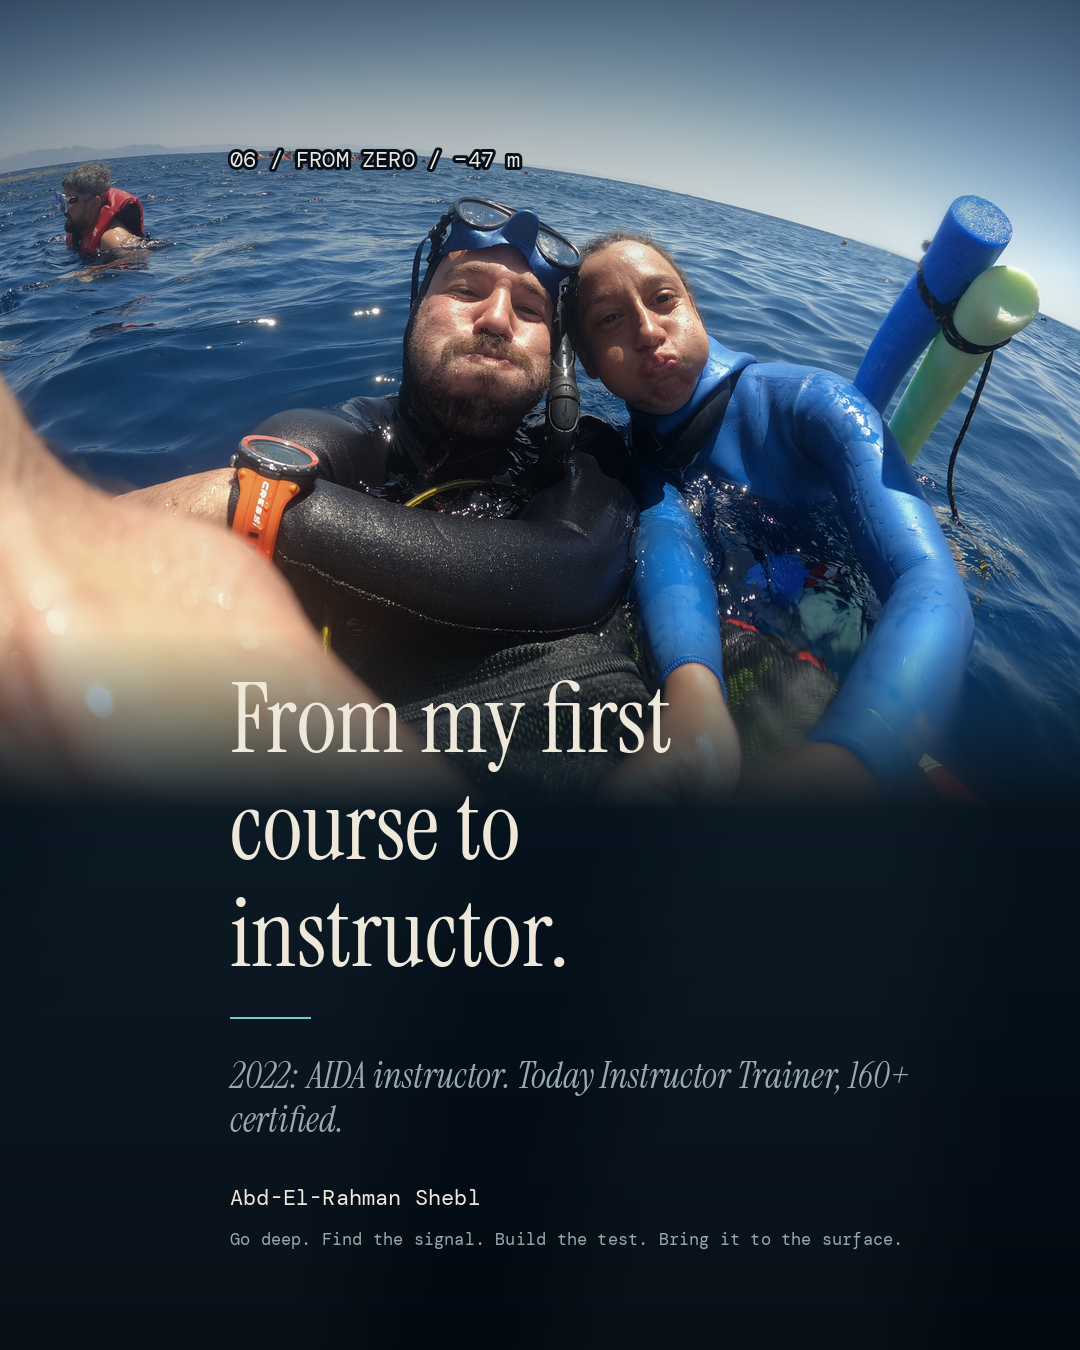 06 / FROM ZERO / −47 m
CRESSI
From my first
course to
instructor.
2022: AIDA instructor. Today Instructor Trainer, 160+
certified.
Abd-El-Rahman Shebl
Go deep. Find the signal. Build the test. Bring it to the surface.